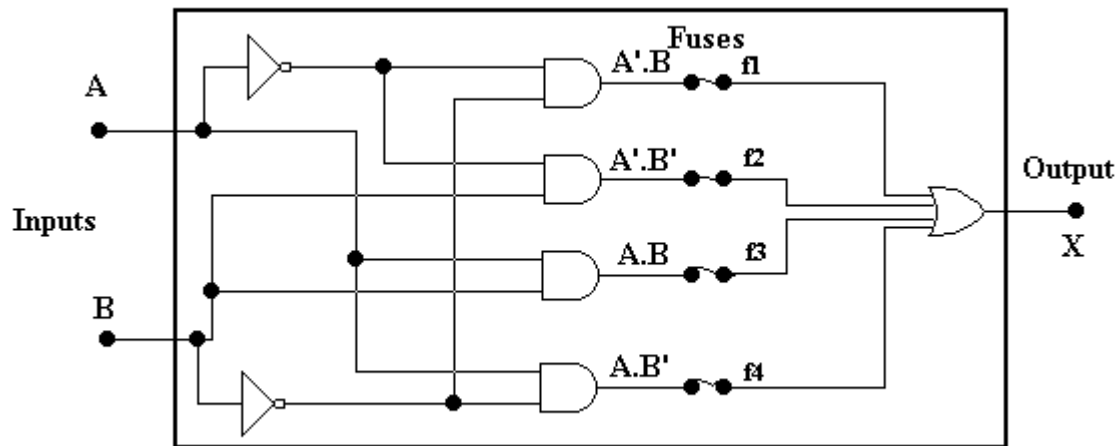 Fuses
A'.B
f1
A
A'.B'
f2
Output
Inputs
A.B
f3
X
B
A.B'
f4